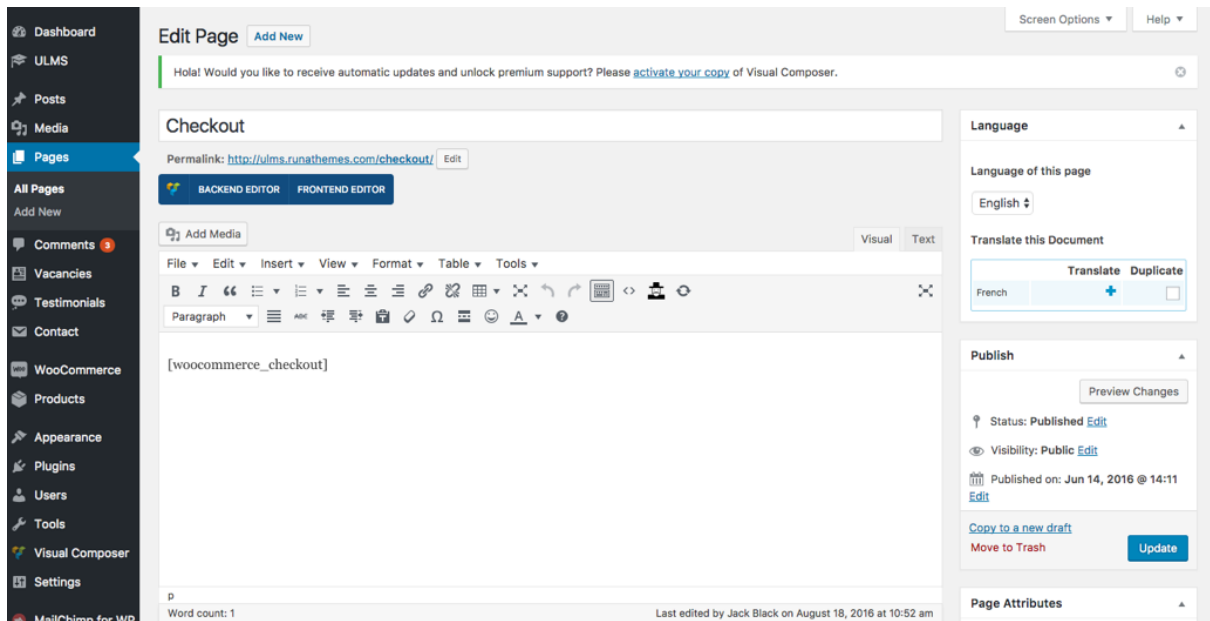 Dashboard
ULMS
Posts
Media
Pages
All Pages
Add New
Comments 3
Vacancies
Testimonials
Contact
WooCommerce
Products
Appearance
Plugins
Users
Tools
Visual Composer
Settings
MailChimp for WP
Screen Options
Help
Edit Page Add New
Hola! Would you like to receive automatic updates and unlock premium support? Please activate your copy of Visual Composer.
Checkout
Permalink: http://ulms.runathemes.com/checkout/ Edit
BACKEND EDITOR FRONTEND EDITOR
Add Media
Visual Text
File Edit Insert View Format Table Tools
Paragraph
[woocommerce_checkout]
p
Word count: 1
Last edited by Jack Black on August 18, 2016 at 10:52 am
Language
Language of this page
English
Translate this Document
Translate Duplicate
French
Publish
Preview Changes
Status: Published Edit
Visibility: Public Edit
Published on: Jun 14, 2016 @ 14:11
Edit
Copy to a new draft
Move to Trash
Update
Page Attributes